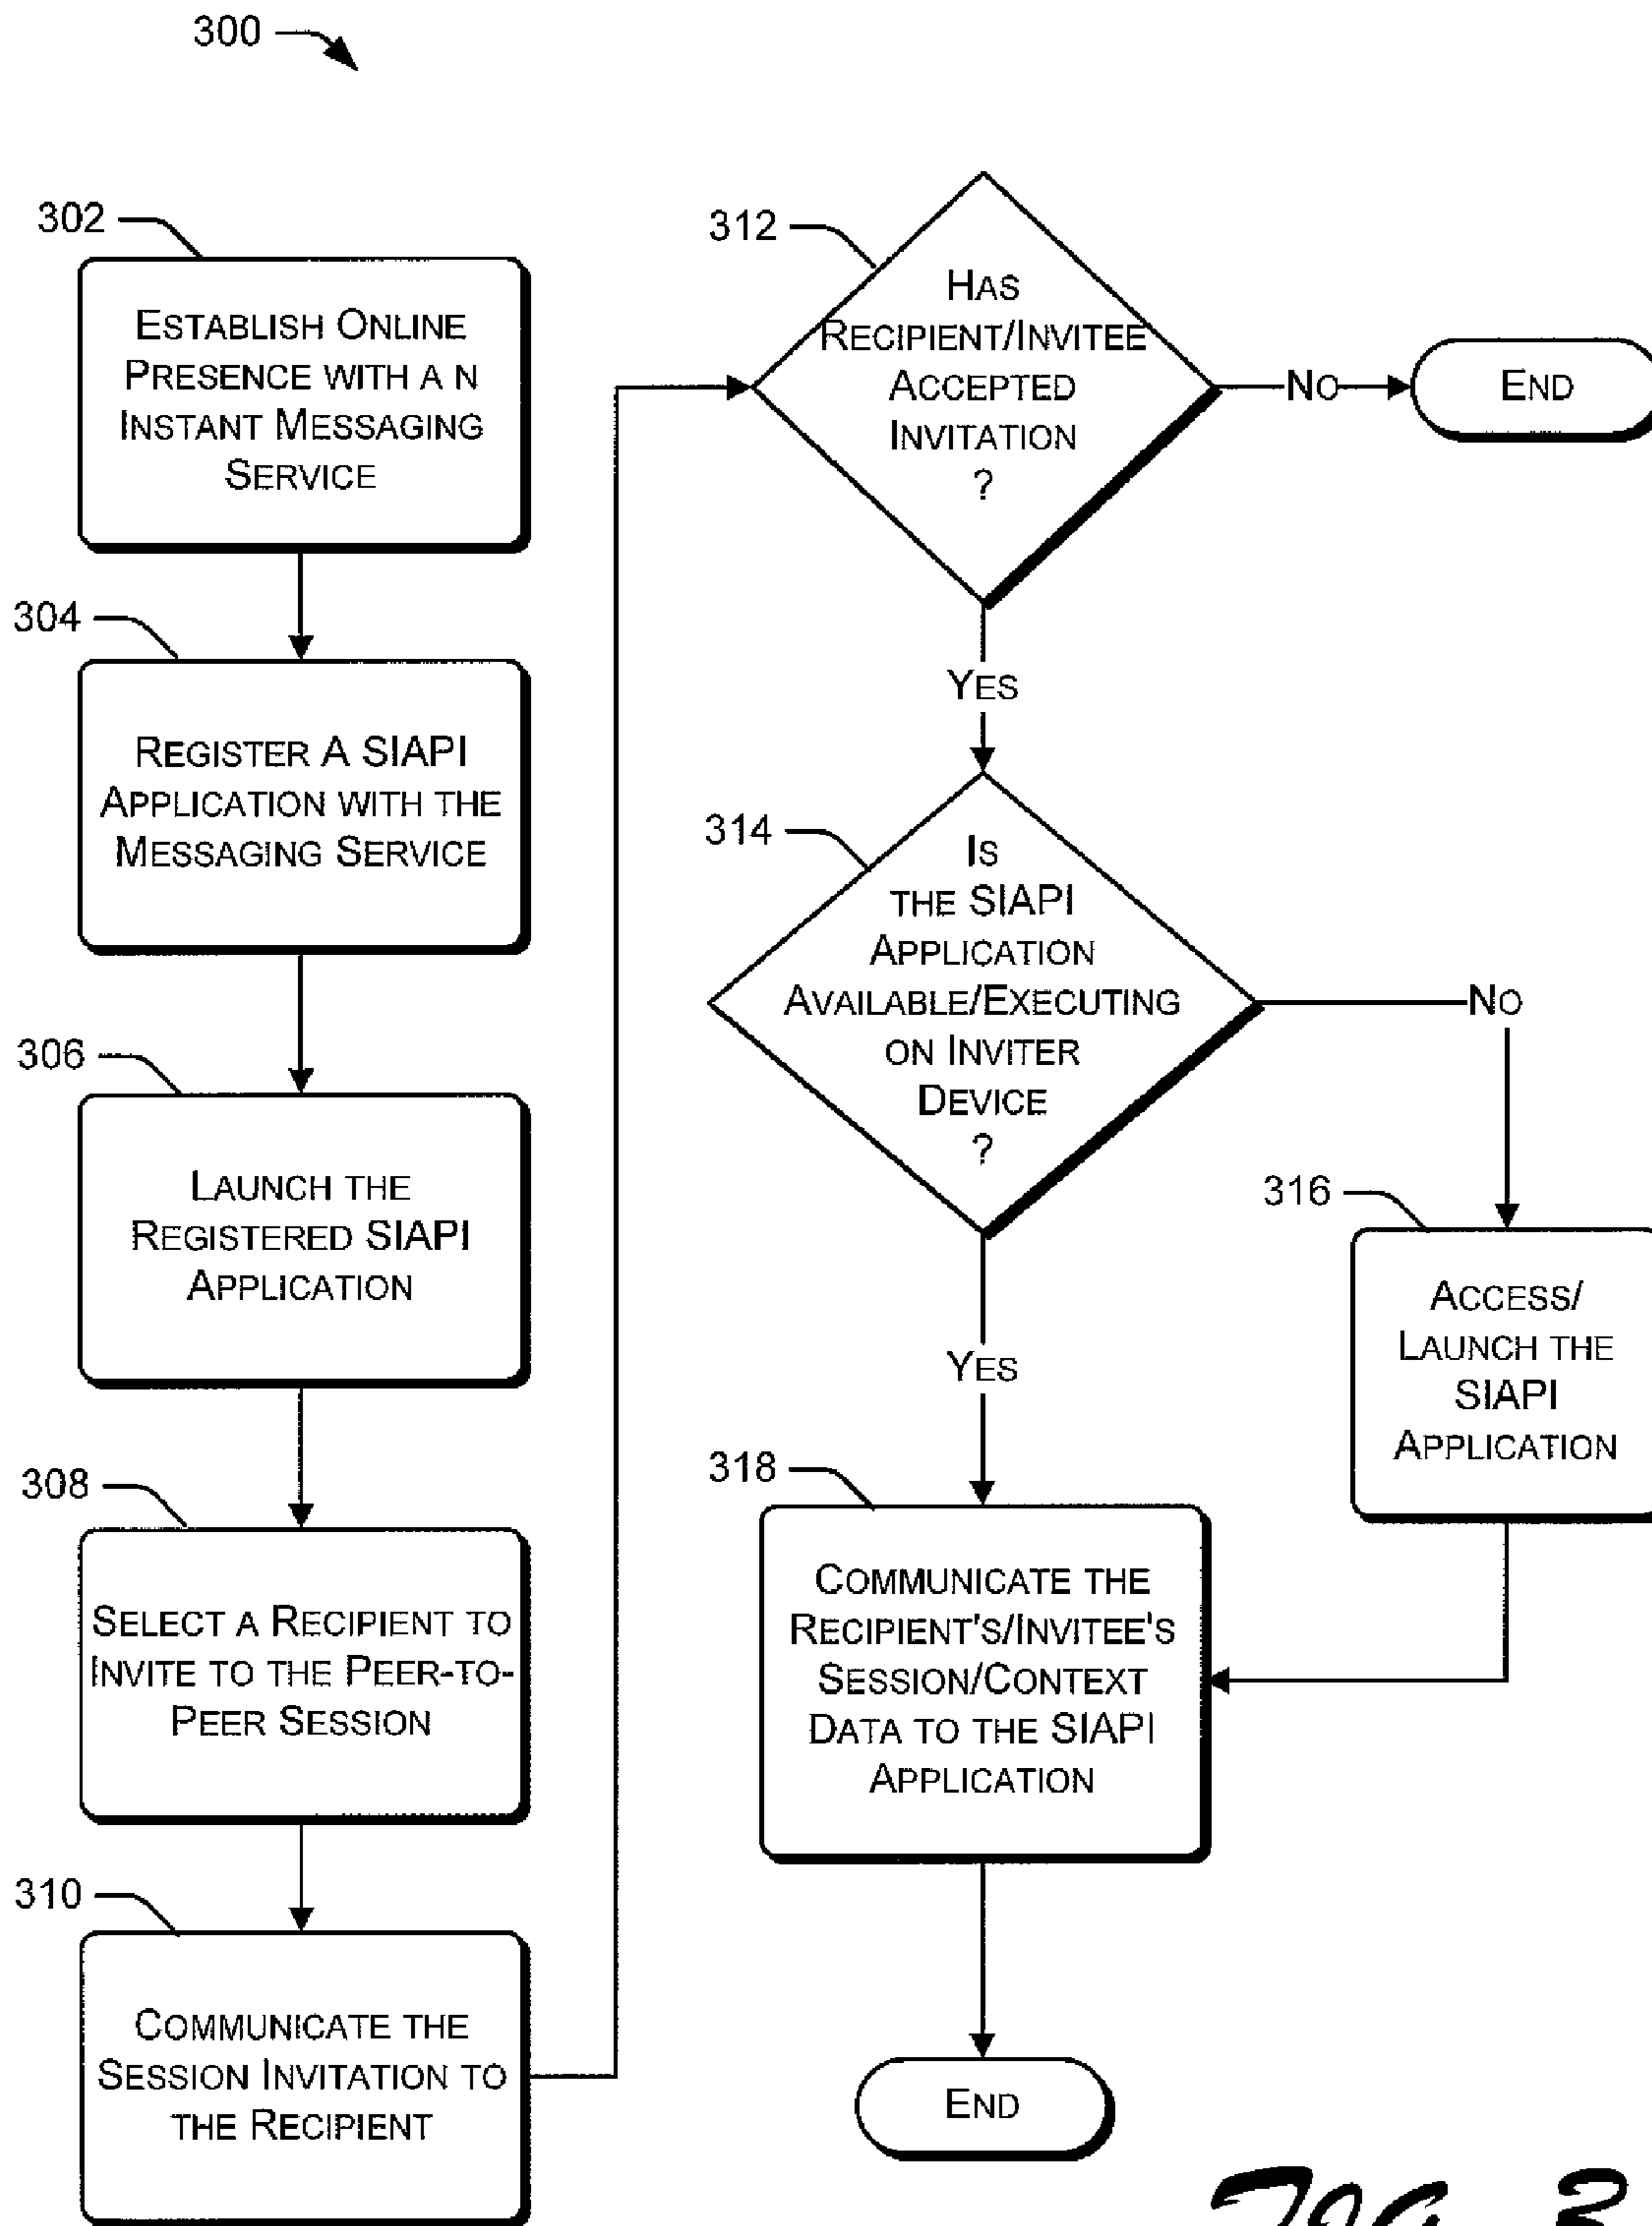 300
302
ESTABLISH ONLINE
PRESENCE WITH A N
INSTANT MESSAGING
SERVICE
304
REGISTER A SIAPI
APPLICATION WITH THE
MESSAGING SERVICE
306
LAUNCH THE
REGISTERED SIAPI
APPLICATION
308
SELECT A RECIPIENT TO
INVITE TO THE PEER-TO-
PEER SESSION
310
COMMUNICATE THE
SESSION INVITATION TO
THE RECIPIENT
312
HAS
RECIPIENT/INVITEE
ACCEPTED
INVITATION
?
NO
END
YES
314
IS
THE SIAPI
APPLICATION
AVAILABLE/EXECUTING
ON INVITER
DEVICE
?
NO
316
ACCESS/
LAUNCH THE
SIAPI
APPLICATION
YES
318
COMMUNICATE THE
RECIPIENT'S/INVITEE'S
SESSION/CONTEXT
DATA TO THE SIAPI
APPLICATION
END
FIG. 3